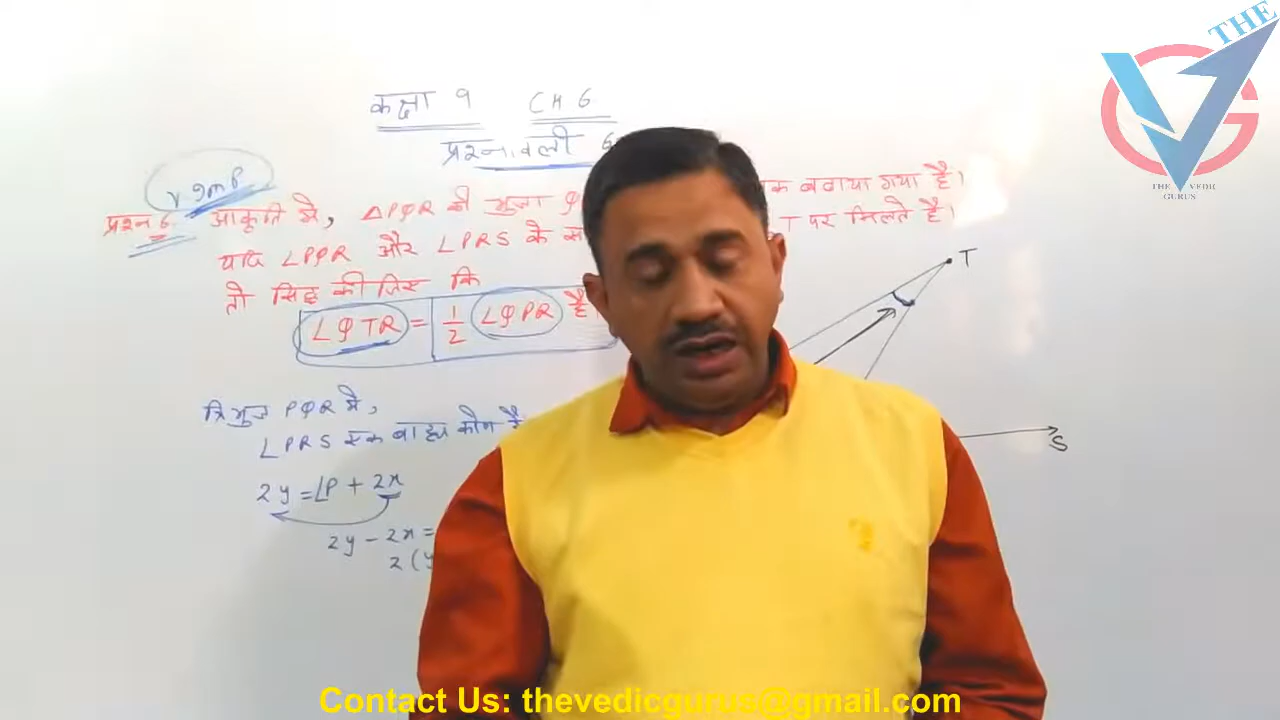 THE
THE VEDIC
GURUS
कक्षा 9 CH 6
प्रश्नावली 6
v Imp
प्रश्न 6. आकृति में, △PQR की भुजा Q क बढाया गया है।
यदि ∠PQR और ∠PRS के स T पर मिलते है।
तो सिद्ध कीजिए कि
∠QTR = 1/2 ∠QPR है
T
त्रिभुज PQR में,
∠PRS एक बाह्य कोण है
S
2y = ∠P + 2x
2y - 2x =
2(y
Contact Us: thevedicgurus@gmail.com